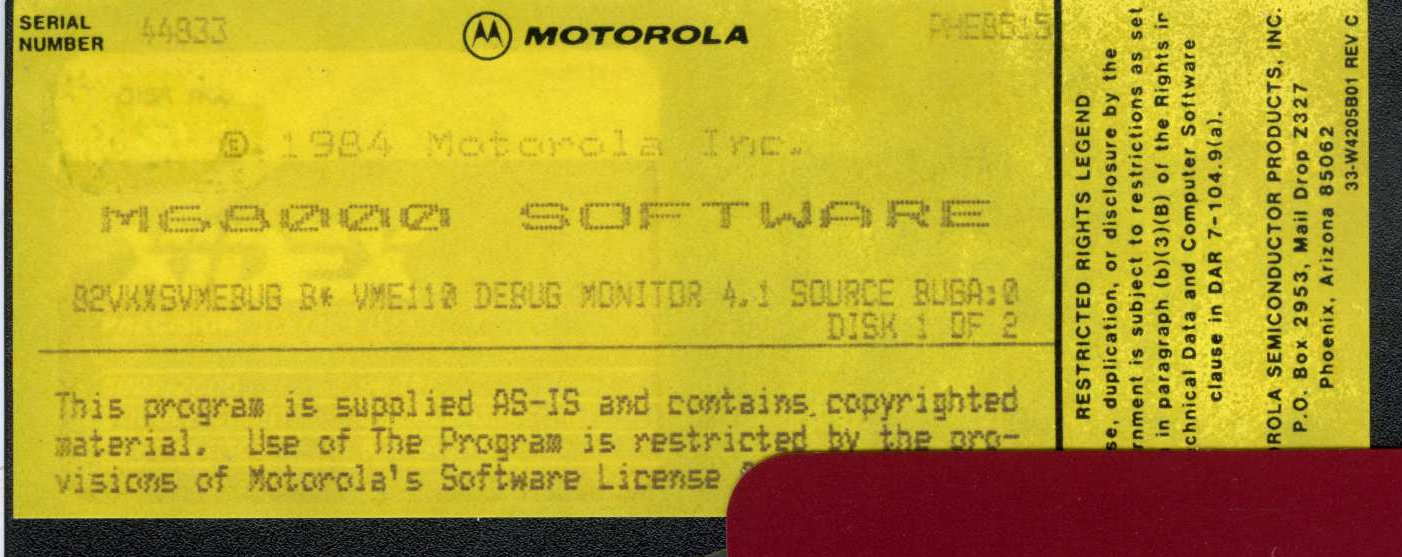 SERIAL
NUMBER 44833
MOTOROLA
© 1984 Motorola Inc.
M68000 SOFTWARE
B* VME110 DEBUG MONITOR 4.1 SOURCE BUGA:0
DISK 1 OF 2
This program is supplied AS-IS and contains copyrighted
material. Use of The Program is restricted by the pro-
visions of Motorola's Software License
RESTRICTED RIGHTS LEGEND
se, duplication, or disclosure by the
rnment is subject to restrictions as set
in paragraph (b)(3)(B) of the Rights in
chnical Data and Computer Software
clause in DAR 7-104.9(a).
OROLA SEMICONDUCTOR PRODUCTS, INC.
P.O. Box 2953, Mail Drop Z327
Phoenix, Arizona 85062
33-W4205B01 REV C